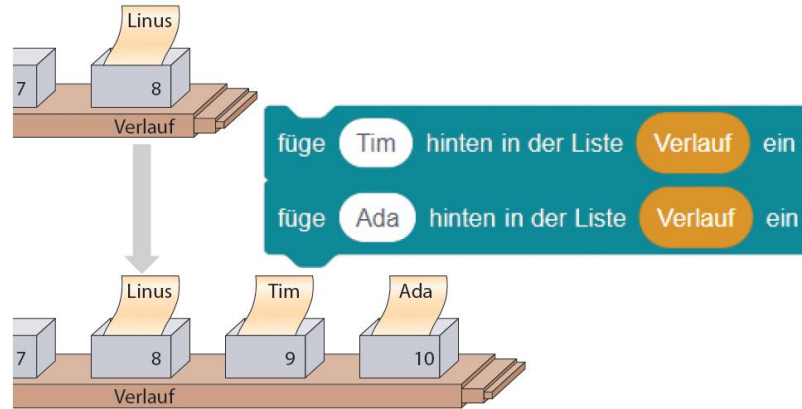 Linus
7 8
Verlauf
füge Tim hinten in der Liste Verlauf ein
füge Ada hinten in der Liste Verlauf ein
Linus Tim Ada
7 8 9 10
Verlauf